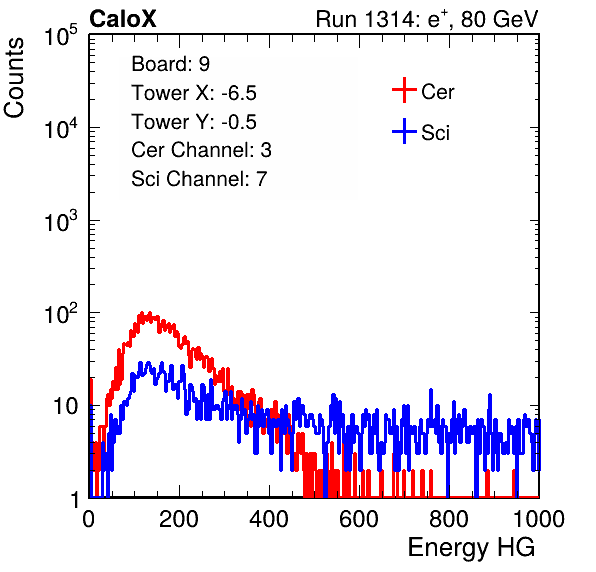 CaloX Run 1314: e⁺, 80 GeV
Counts
10⁵
10⁴
10³
10²
10
1
Board: 9
Tower X: -6.5
Tower Y: -0.5
Cer Channel: 3
Sci Channel: 7
Cer
Sci
0 200 400 600 800 1000
Energy HG